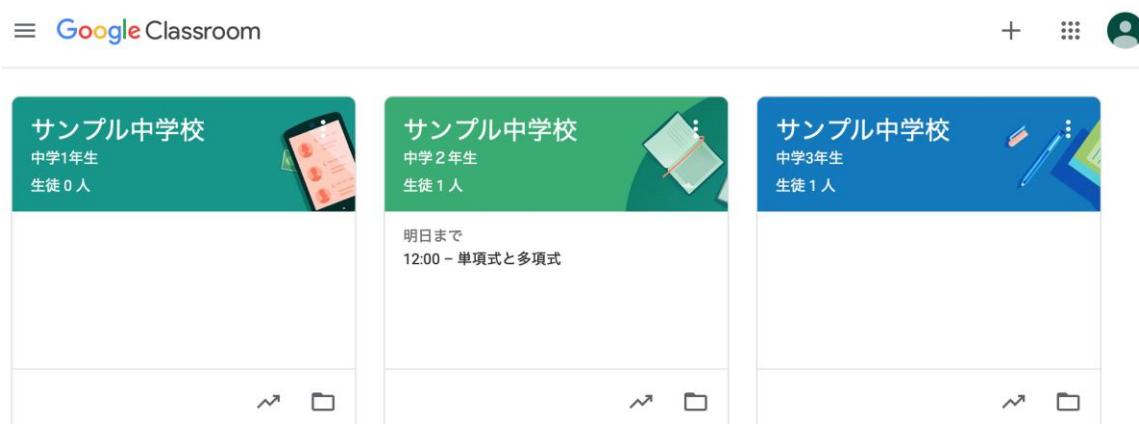 Google Classroom
サンプル中学校
中学1年生
生徒 0 人
サンプル中学校
中学２年生
生徒 1 人
明日まで
12:00 – 単項式と多項式
サンプル中学校
中学3年生
生徒 1 人